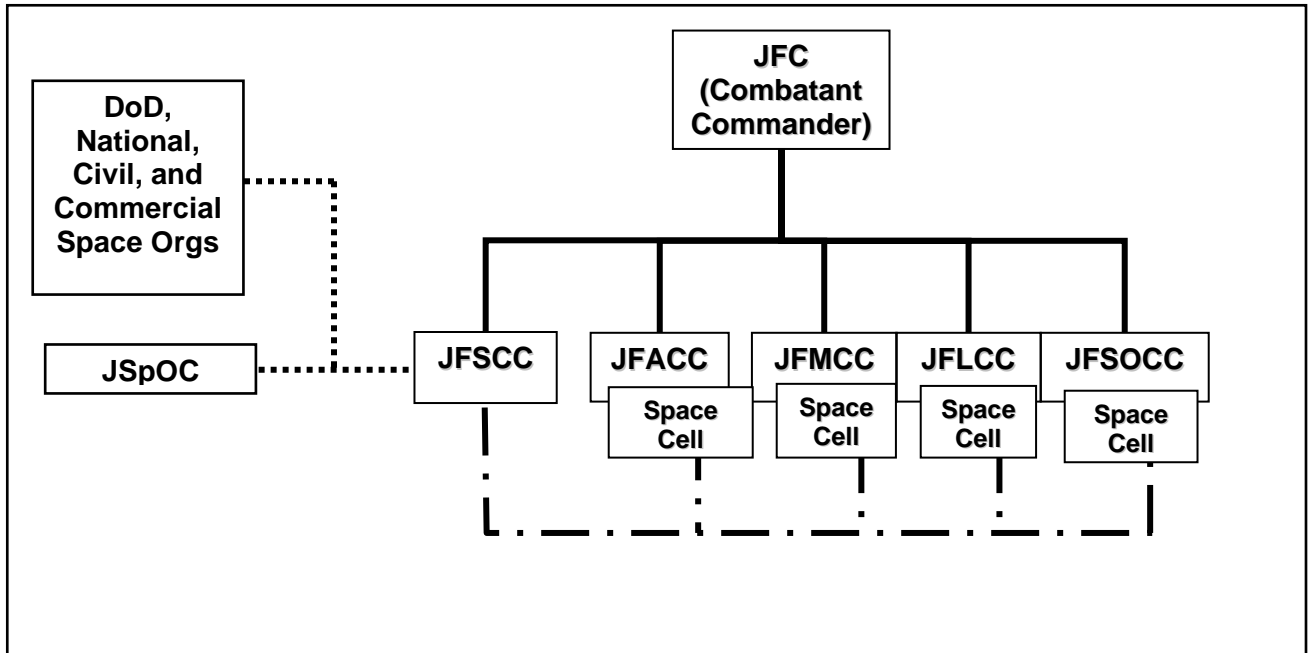 JFC
(Combatant
Commander)
DoD,
National,
Civil, and
Commercial
Space Orgs
JSpOC
JFSCC
JFACC
JFMCC
JFLCC
JFSOCC
Space
Cell
Space
Cell
Space
Cell
Space
Cell